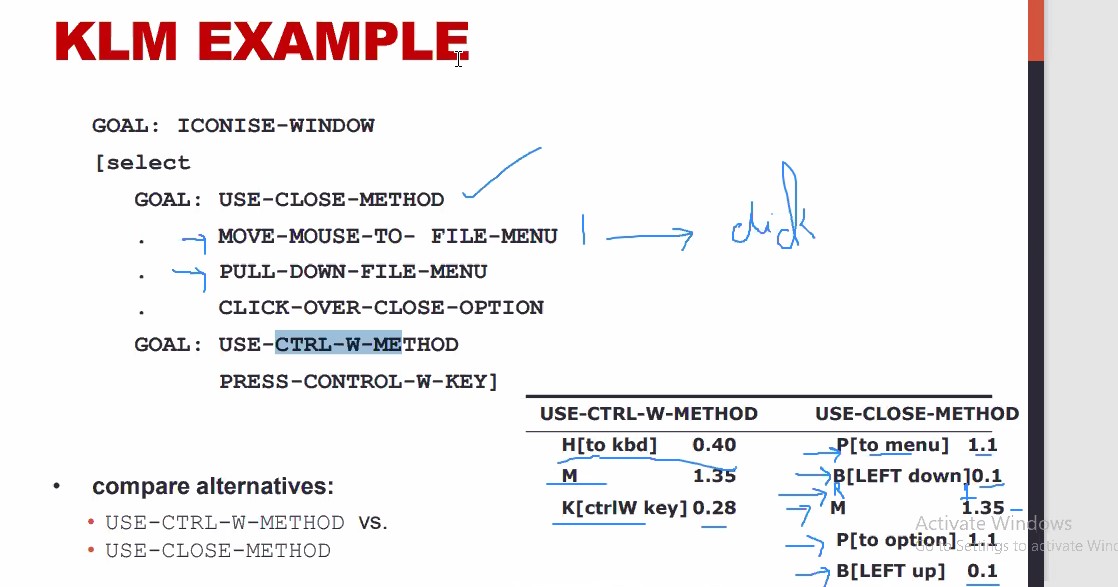 KLM EXAMPLE
GOAL: ICONISE-WINDOW
[select
GOAL: USE-CLOSE-METHOD
. MOVE-MOUSE-TO- FILE-MENU
click
. PULL-DOWN-FILE-MENU
. CLICK-OVER-CLOSE-OPTION
GOAL: USE-CTRL-W-METHOD
PRESS-CONTROL-W-KEY]
USE-CTRL-W-METHOD USE-CLOSE-METHOD
H[to kbd] 0.40 P[to menu] 1.1
M 1.35 B[LEFT down]0.1
R
K[ctrlW key] 0.28 M 1.35
P[to option] 1.1
B[LEFT up] 0.1
• compare alternatives:
• USE-CTRL-W-METHOD vs.
• USE-CLOSE-METHOD
Activate Windows
Go to Settings to activate Wind